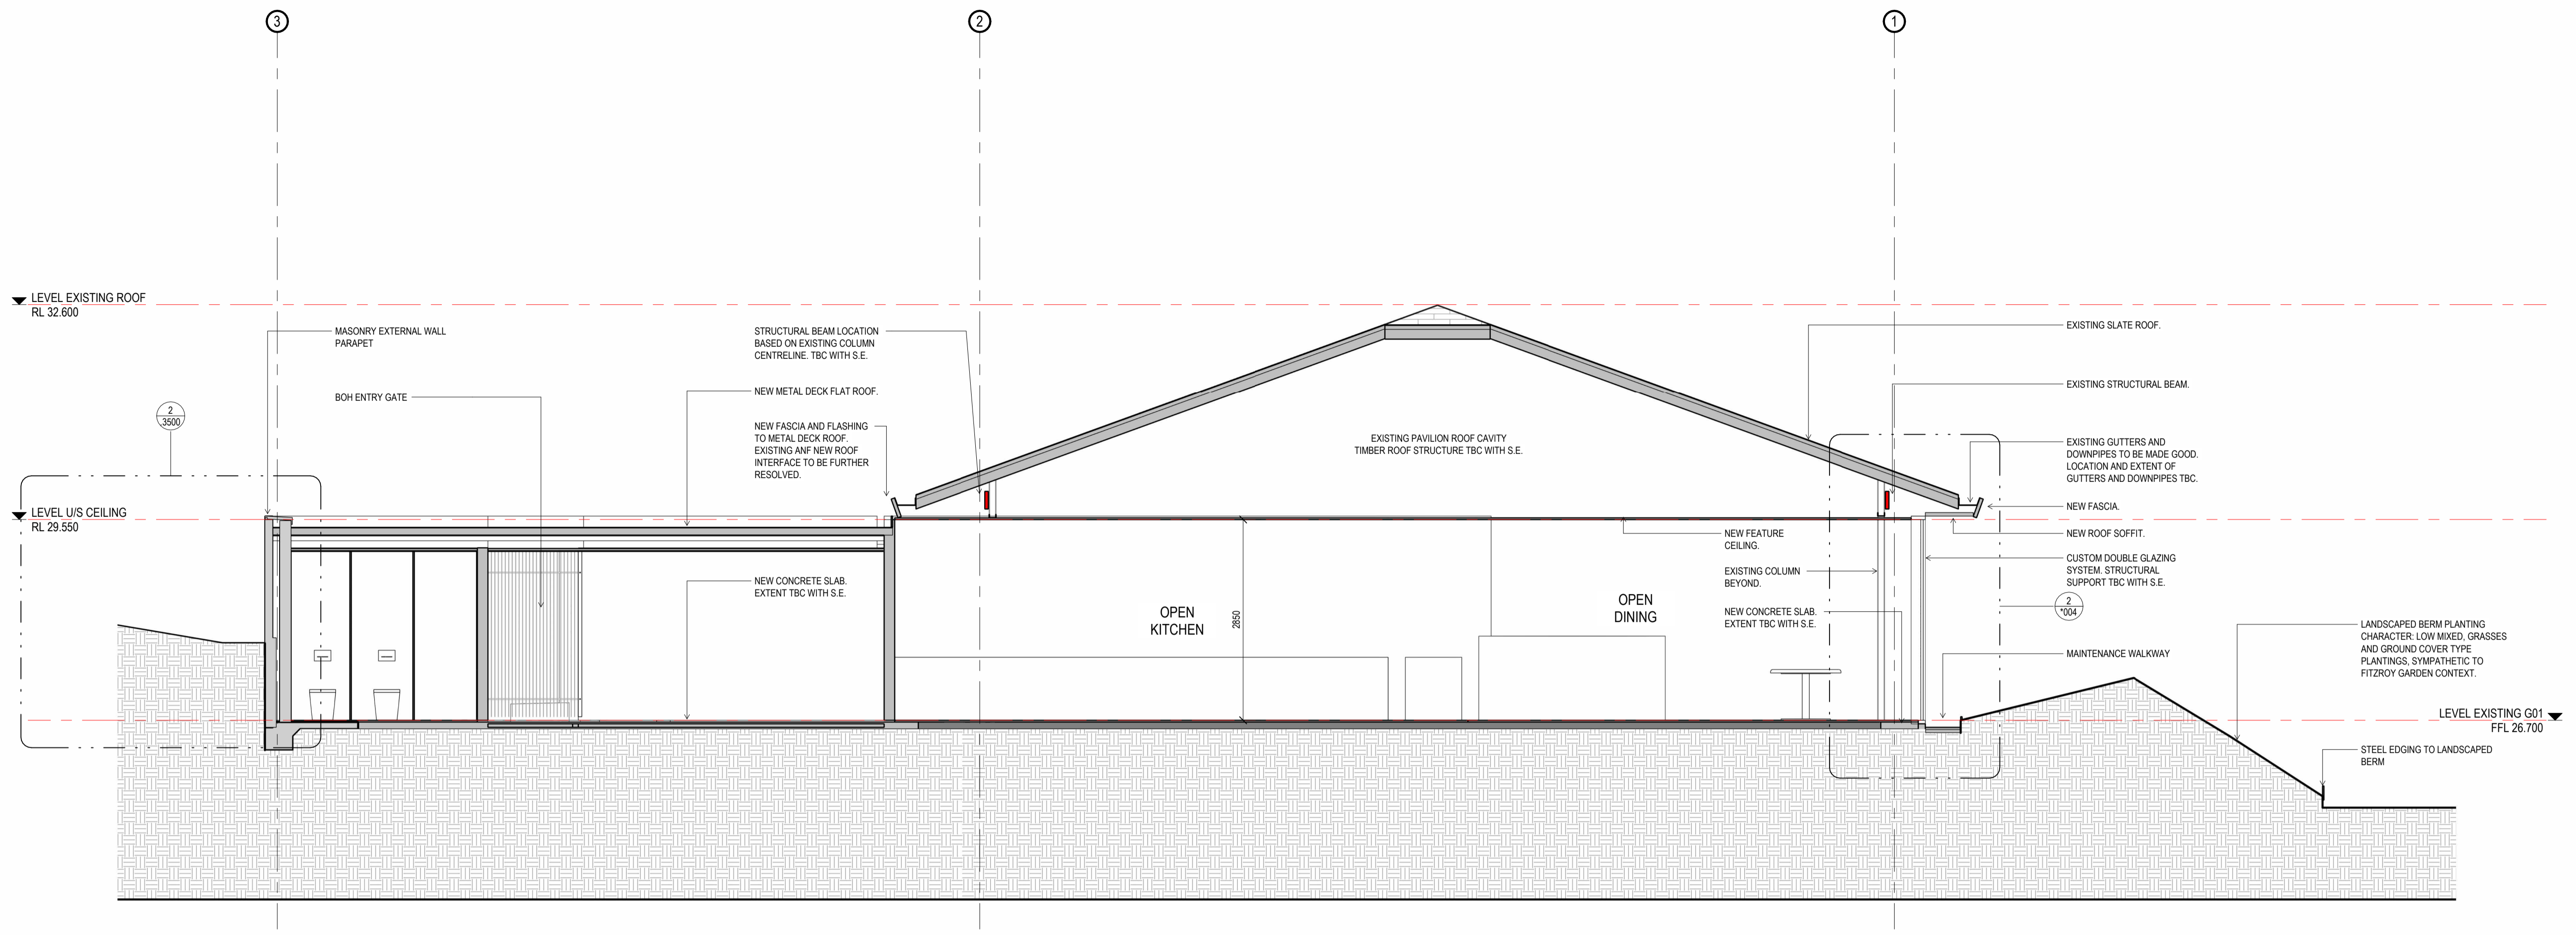 3
2
1
LEVEL EXISTING ROOF
RL 32.600
MASONRY EXTERNAL WALL
PARAPET
BOH ENTRY GATE
2
.3500
LEVEL U/S CEILING
RL 29.550
STRUCTURAL BEAM LOCATION
BASED ON EXISTING COLUMN
CENTRELINE. TBC WITH S.E.
NEW METAL DECK FLAT ROOF.
NEW FASCIA AND FLASHING
TO METAL DECK ROOF.
EXISTING ANF NEW ROOF
INTERFACE TO BE FURTHER
RESOLVED.
NEW CONCRETE SLAB.
EXTENT TBC WITH S.E.
EXISTING PAVILION ROOF CAVITY
TIMBER ROOF STRUCTURE TBC WITH S.E.
OPEN
KITCHEN
2850
OPEN
DINING
NEW FEATURE
CEILING.
EXISTING COLUMN
BEYOND.
NEW CONCRETE SLAB.
EXTENT TBC WITH S.E.
EXISTING SLATE ROOF.
EXISTING STRUCTURAL BEAM.
EXISTING GUTTERS AND
DOWNPIPES TO BE MADE GOOD.
LOCATION AND EXTENT OF
GUTTERS AND DOWNPIPES TBC.
NEW FASCIA.
NEW ROOF SOFFIT.
CUSTOM DOUBLE GLAZING
SYSTEM. STRUCTURAL
SUPPORT TBC WITH S.E.
2
*004
MAINTENANCE WALKWAY
LANDSCAPED BERM PLANTING
CHARACTER: LOW MIXED, GRASSES
AND GROUND COVER TYPE
PLANTINGS, SYMPATHETIC TO
FITZROY GARDEN CONTEXT.
LEVEL EXISTING G01
FFL 26.700
STEEL EDGING TO LANDSCAPED
BERM